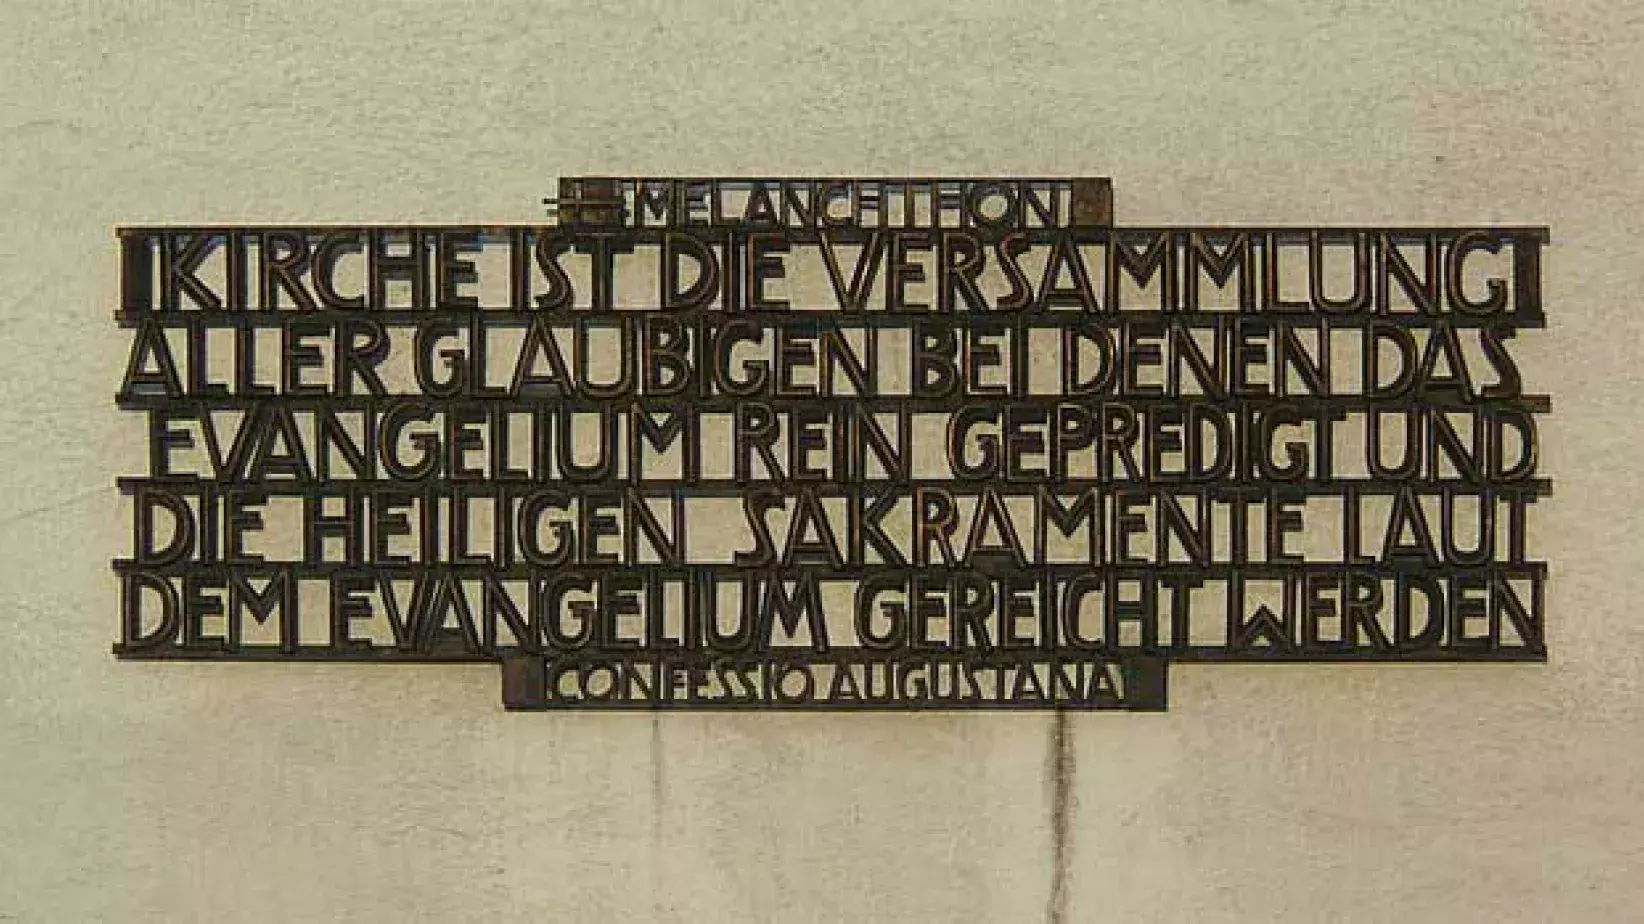 MELANCHTHON
KIRCHE IST DIE VERSAMMLUNG
ALLER GLAUBIGEN BEI DENEN DAS
EVANGELIUM REIN GEPREDIGT UND
DIE HEILIGEN SAKRAMENTE LAUT
DEM EVANGELIUM GEREICHT WERDEN
CONFESSIO AUGUSTANA